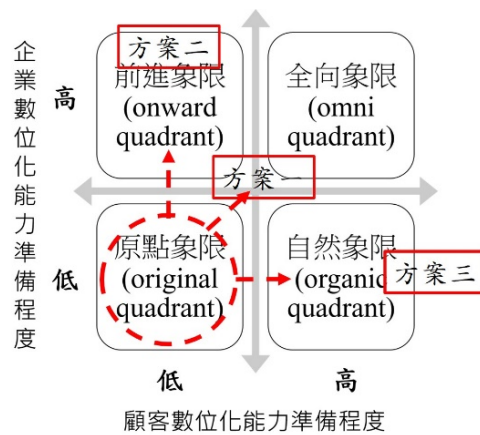 企業數位化能力準備程度
高
低
方案二
前進象限
(onward
quadrant)
全向象限
(omni
quadrant)
方案一
原點象限
(original
quadrant)
自然象限
(organic
quadrant)
方案三
低
高
顧客數位化能力準備程度